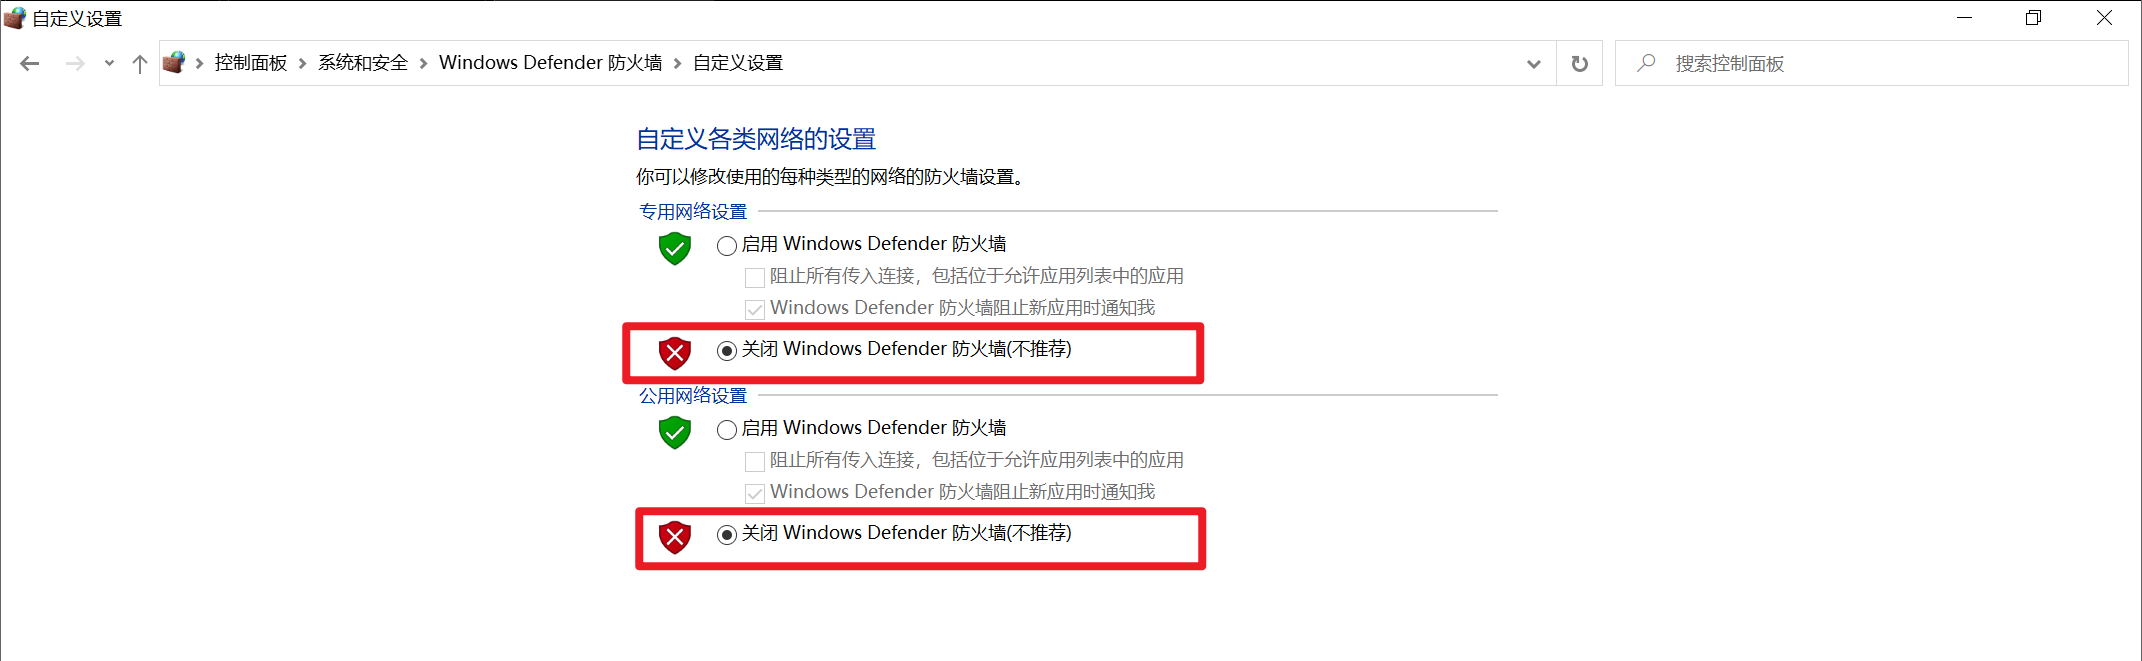 自定义设置
控制面板 系统和安全 Windows Defender 防火墙 自定义设置
搜索控制面板
自定义各类网络的设置
你可以修改使用的每种类型的网络的防火墙设置。
专用网络设置
启用 Windows Defender 防火墙
阻止所有传入连接，包括位于允许应用列表中的应用
Windows Defender 防火墙阻止新应用时通知我
关闭 Windows Defender 防火墙(不推荐)
公用网络设置
启用 Windows Defender 防火墙
阻止所有传入连接，包括位于允许应用列表中的应用
Windows Defender 防火墙阻止新应用时通知我
关闭 Windows Defender 防火墙(不推荐)